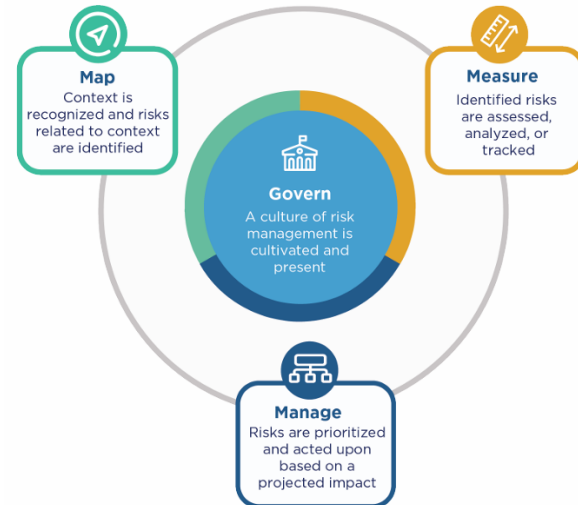 Map
Context is
recognized and risks
related to context
are identified
Measure
Identified risks
are assessed,
analyzed, or
tracked
Govern
A culture of risk
management is
cultivated and
present
Manage
Risks are prioritized
and acted upon
based on a
projected impact